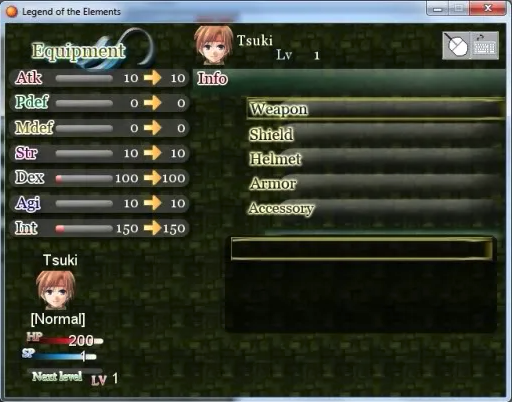 Legend of the Elements
Equipment
Tsuki
Lv 1
Atk 10 10
Info
Pdef 0 0
Mdef 0 0
Str 10 10
Dex 100 100
Agi 10 10
Int 150 150
Weapon
Shield
Helmet
Armor
Accessory
Tsuki
[Normal]
HP 200
SP 1
Next level LV 1